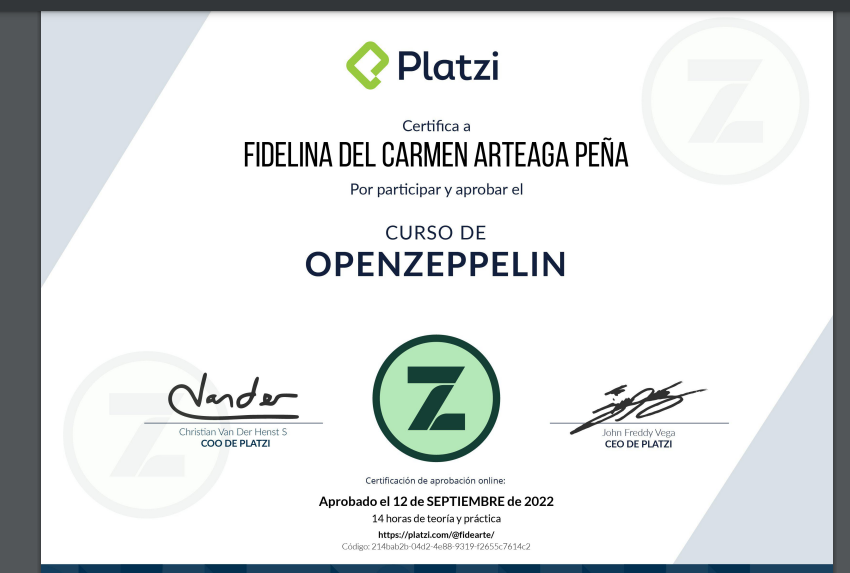 Platzi
Certifica a
FIDELINA DEL CARMEN ARTEAGA PEÑA
Por participar y aprobar el
CURSO DE
OPENZEPPELIN
Vander
Christian Van Der Henst S
COO DE PLATZI
John Freddy Vega
CEO DE PLATZI
Certificación de aprobación online:
Aprobado el 12 de SEPTIEMBRE de 2022
14 horas de teoría y práctica
https://platzi.com/@fidearte/
Código: 214bab2b-04d2-4e88-9319-f2655c7614c2